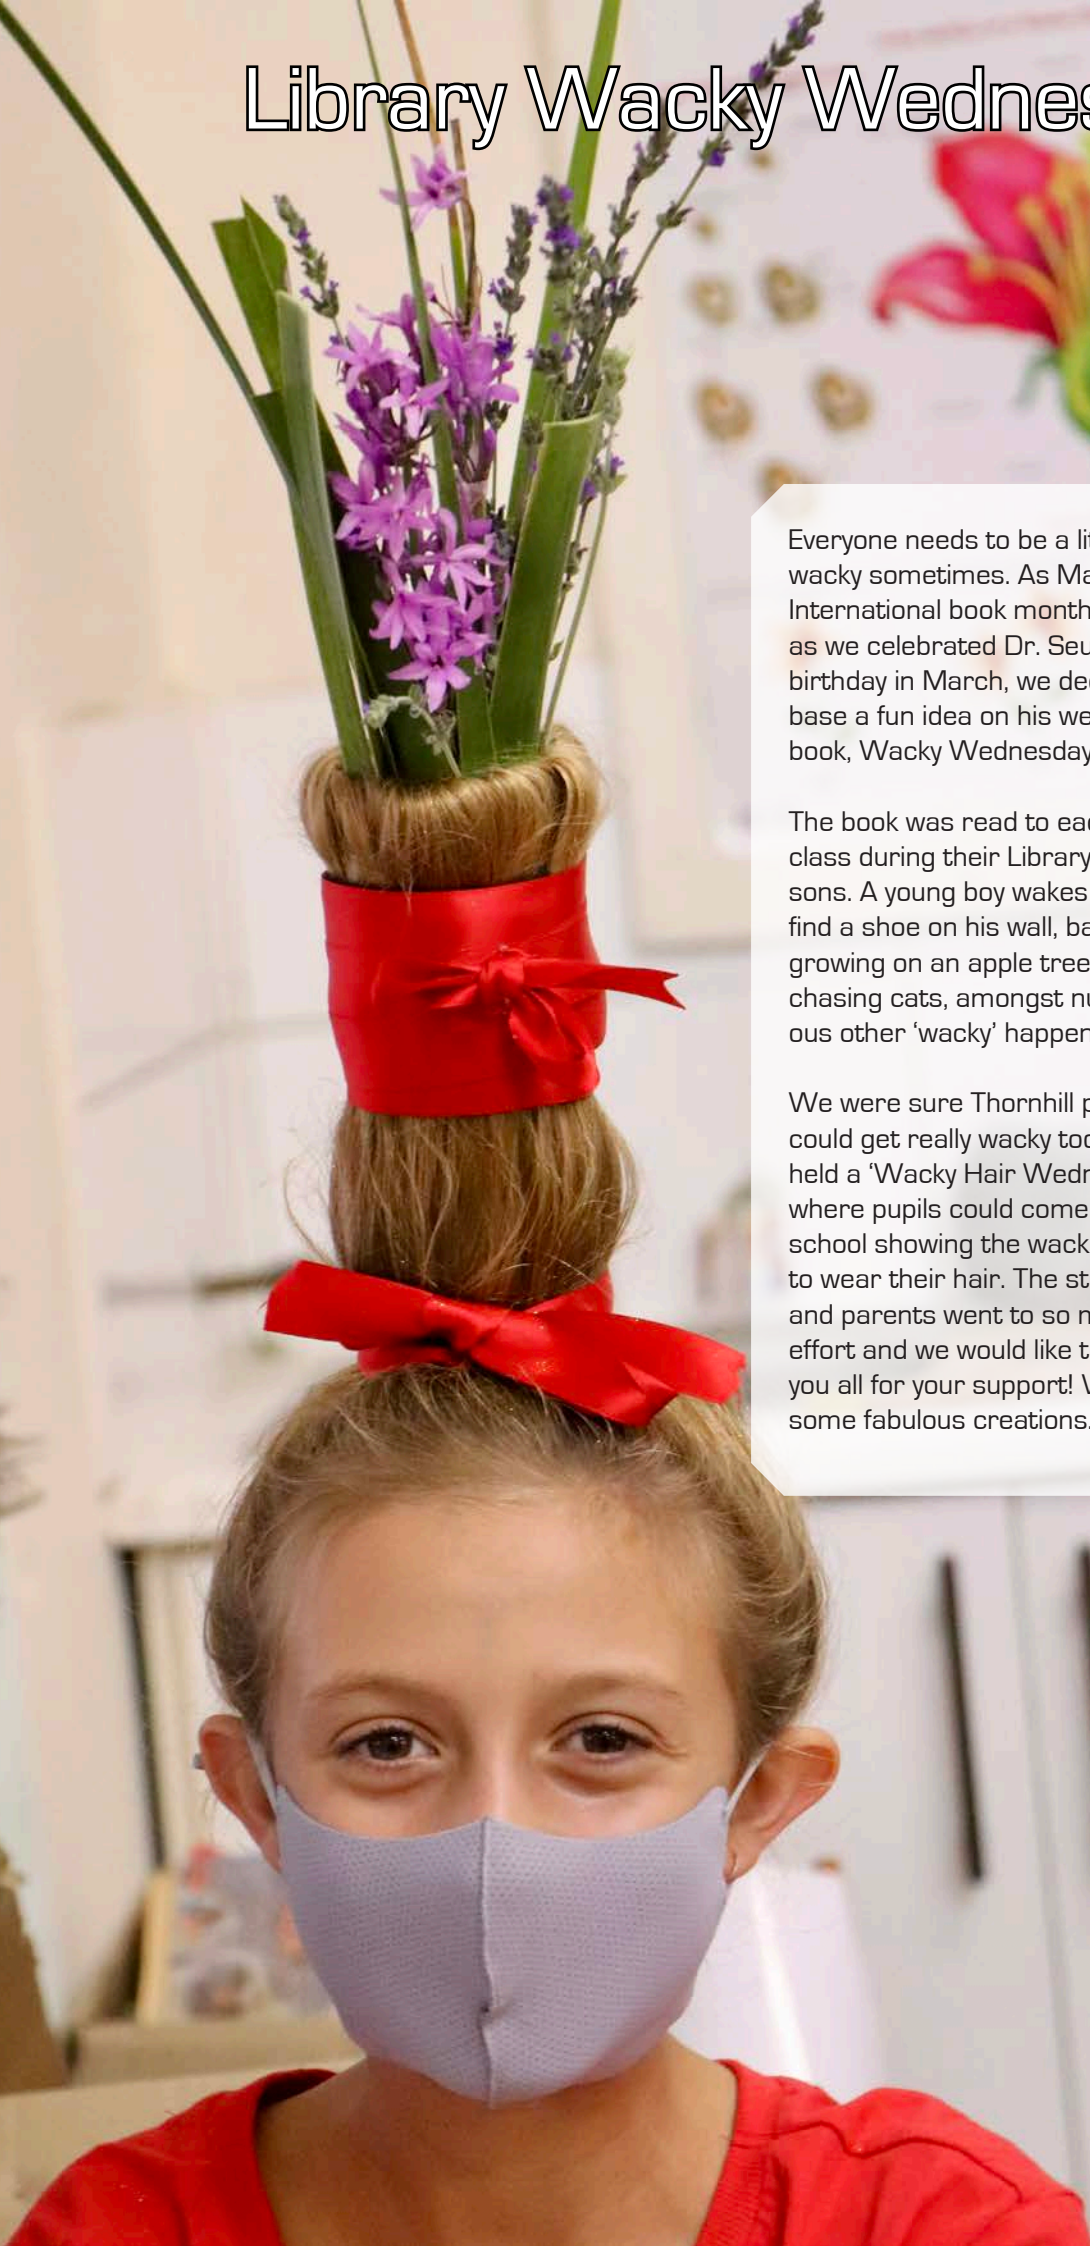 Library Wacky Wednes
Everyone needs to be a lit
wacky sometimes. As Ma
International book month
as we celebrated Dr. Seu
birthday in March, we de
base a fun idea on his we
book, Wacky Wednesday
The book was read to eac
class during their Library
sons. A young boy wakes
find a shoe on his wall, ba
growing on an apple tree
chasing cats, amongst nu
ous other ‘wacky’ happen
We were sure Thornhill p
could get really wacky too
held a ‘Wacky Hair Wedn
where pupils could come
school showing the wack
to wear their hair. The st
and parents went to so m
effort and we would like t
you all for your support! W
some fabulous creations.